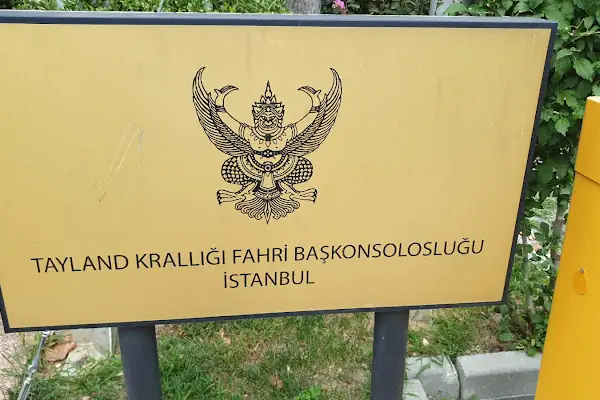 TAYLAND KRALLIĞI FAHRİ BAŞKONSOLOSLUĞU
İSTANBUL